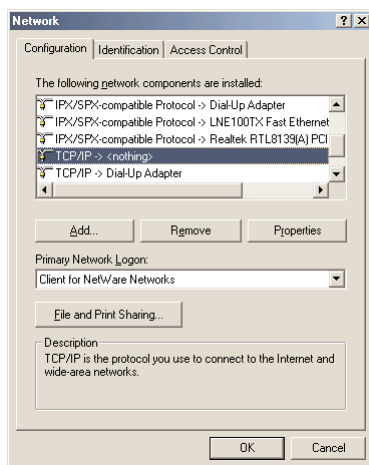 Network
Configuration Identification Access Control
The following network components are installed:
IPX/SPX-compatible Protocol -> Dial-Up Adapter
IPX/SPX-compatible Protocol -> LNE100TX Fast Ethernet
IPX/SPX-compatible Protocol -> Realtek RTL8139(A) PCI
TCP/IP -> <nothing>
TCP/IP -> Dial-Up Adapter
Add... Remove Properties
Primary Network Logon:
Client for NetWare Networks
File and Print Sharing...
Description
TCP/IP is the protocol you use to connect to the Internet and
wide-area networks.
OK Cancel